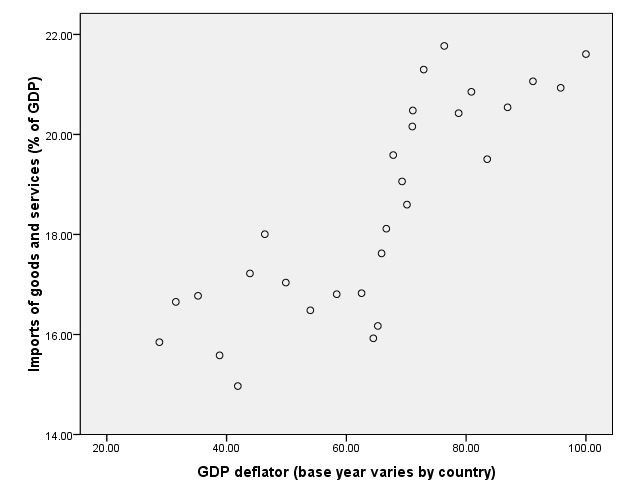 22.00
20.00
18.00
16.00
14.00
Imports of goods and services (% of GDP)
20.00 40.00 60.00 80.00 100.00
GDP deflator (base year varies by country)